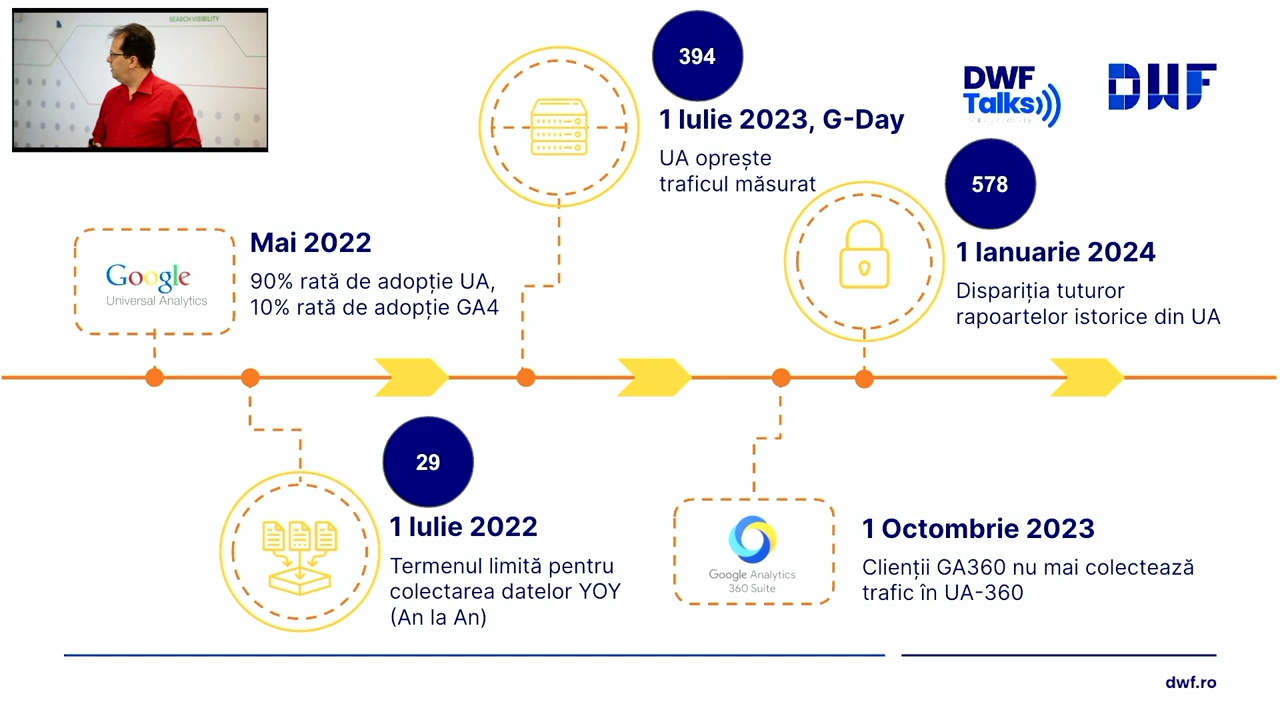 SEARCH VISIBILITY
394
1 Iulie 2023, G-Day
UA oprește
traficul măsurat
DWF
Talks
DWF
578
1 Ianuarie 2024
Dispariția tuturor
rapoartelor istorice din UA
Mai 2022
90% rată de adopție UA,
10% rată de adopție GA4
Google
Universal Analytics
29
1 Iulie 2022
Termenul limită pentru
colectarea datelor YOY
(An la An)
Google Analytics
360 Suite
1 Octombrie 2023
Clienții GA360 nu mai colectează
trafic în UA-360
dwf.ro